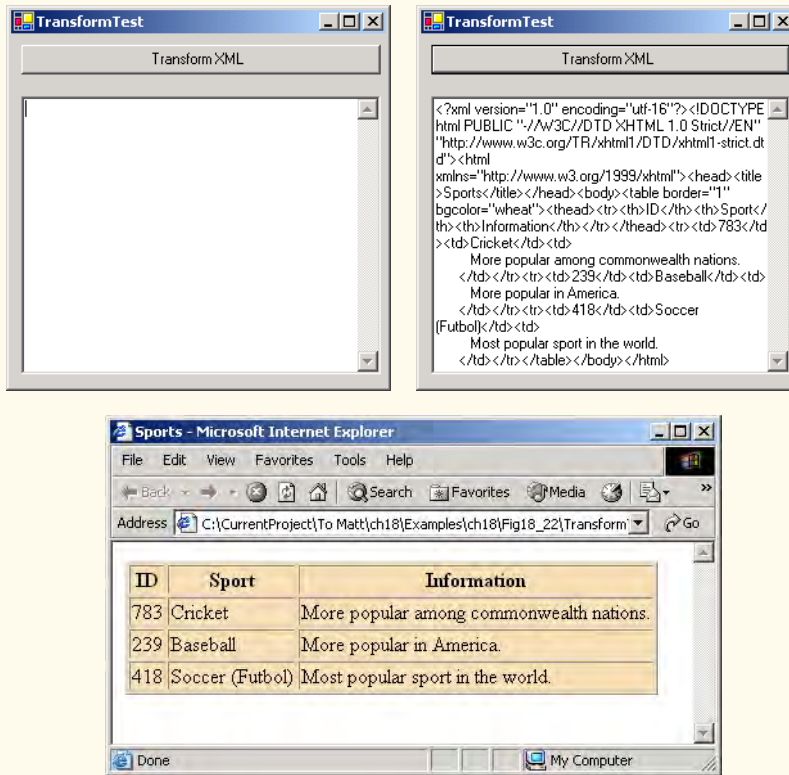 TransformTest
Transform XML
TransformTest
Transform XML
<?xml version="1.0" encoding="utf-16"?><!DOCTYPE
html PUBLIC "-//W3C//DTD XHTML 1.0 Strict//EN"
"http://www.w3c.org/TR/xhtml1/DTD/xhtml1-strict.dt
d"><html
xmlns="http://www.w3.org/1999/xhtml"><head><title
>Sports</title></head><body><table border="1"
bgcolor="wheat"><thead><tr><th>ID</th><th>Sport</
th><th>Information</th></tr></thead><tr><td>783</td
><td>Cricket</td><td>
More popular among commonwealth nations.
</td></tr><tr><td>239</td><td>Baseball</td><td>
More popular in America.
</td></tr><tr><td>418</td><td>Soccer
(Futbol)</td><td>
Most popular sport in the world.
</td></tr></table></body></html>
Sports - Microsoft Internet Explorer
File Edit View Favorites Tools Help
Back Search Favorites Media »
Address C:\CurrentProject\To Matt\ch18\Examples\ch18\Fig18_22\Transform Go
ID Sport Information
783 Cricket More popular among commonwealth nations.
239 Baseball More popular in America.
418 Soccer (Futbol) Most popular sport in the world.
Done My Computer